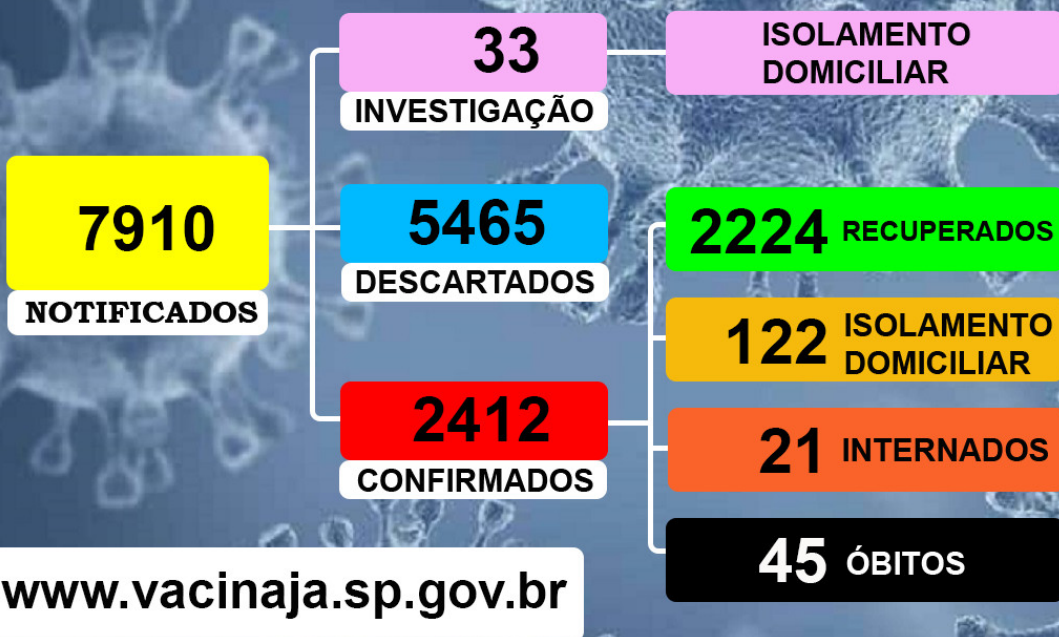 7910
NOTIFICADOS
33
INVESTIGAÇÃO
ISOLAMENTO
DOMICILIAR
5465
DESCARTADOS
2412
CONFIRMADOS
2224 RECUPERADOS
122 ISOLAMENTO
DOMICILIAR
21 INTERNADOS
45 ÓBITOS
www.vacinaja.sp.gov.br